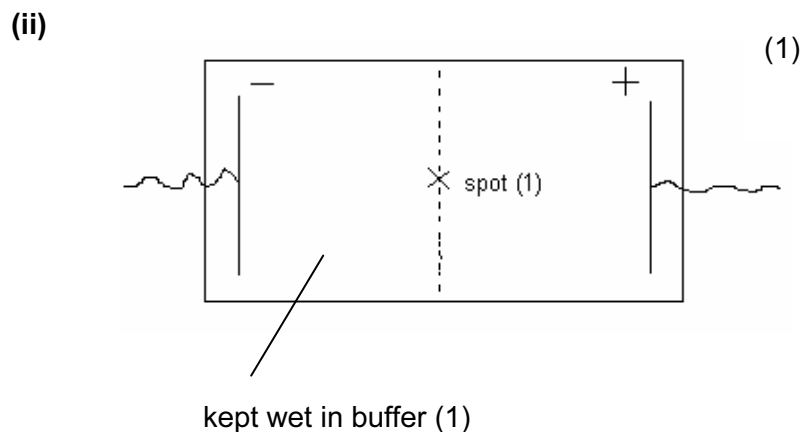 (ii)
(1)
− +
spot (1)
kept wet in buffer (1)